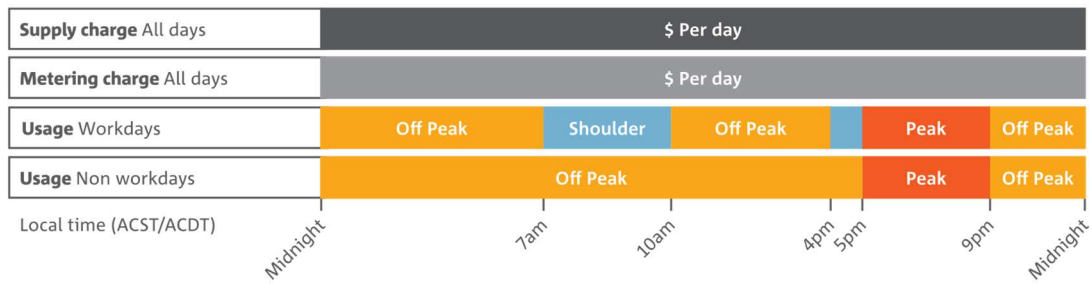 Supply charge All days $ Per day
Metering charge All days $ Per day
Usage Workdays Off Peak Shoulder Off Peak Peak Off Peak
Usage Non workdays Off Peak Peak Off Peak
Local time (ACST/ACDT) Midnight 7am 10am 4pm 5pm 9pm Midnight